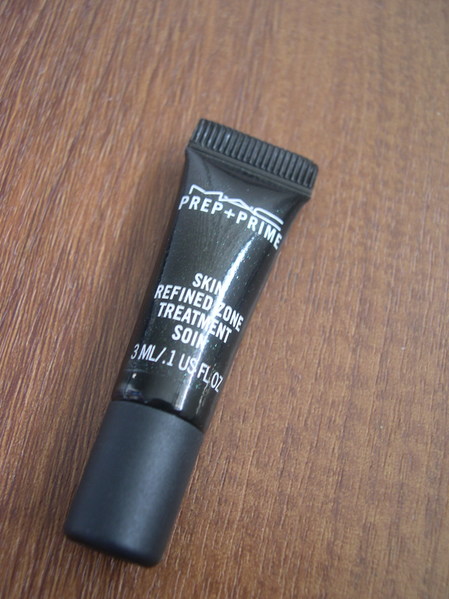 MAC
PREP+PRIME
SKIN
REFINED ZONE
TREATMENT
SOIN
3 ML/.1 US FL OZ